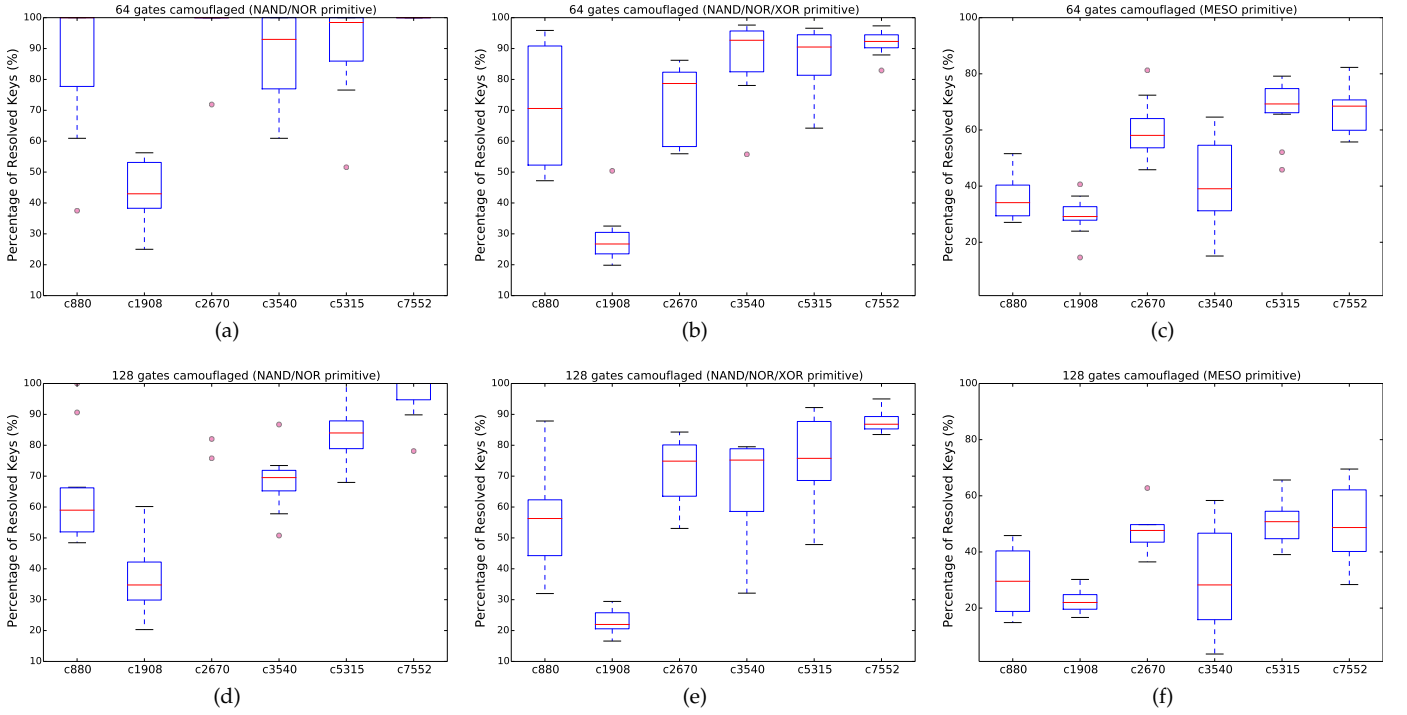 64 gates camouflaged (NAND/NOR primitive)
Percentage of Resolved Keys (%)
100
90
80
70
60
50
40
30
20
10
c880 c1908 c2670 c3540 c5315 c7552
(a)
64 gates camouflaged (NAND/NOR/XOR primitive)
Percentage of Resolved Keys (%)
100
90
80
70
60
50
40
30
20
10
c880 c1908 c2670 c3540 c5315 c7552
(b)
64 gates camouflaged (MESO primitive)
Percentage of Resolved Keys (%)
100
80
60
40
20
c880 c1908 c2670 c3540 c5315 c7552
(c)
128 gates camouflaged (NAND/NOR primitive)
Percentage of Resolved Keys (%)
100
90
80
70
60
50
40
30
20
10
c880 c1908 c2670 c3540 c5315 c7552
(d)
128 gates camouflaged (NAND/NOR/XOR primitive)
Percentage of Resolved Keys (%)
100
90
80
70
60
50
40
30
20
10
c880 c1908 c2670 c3540 c5315 c7552
(e)
128 gates camouflaged (MESO primitive)
Percentage of Resolved Keys (%)
100
80
60
40
20
c880 c1908 c2670 c3540 c5315 c7552
(f)